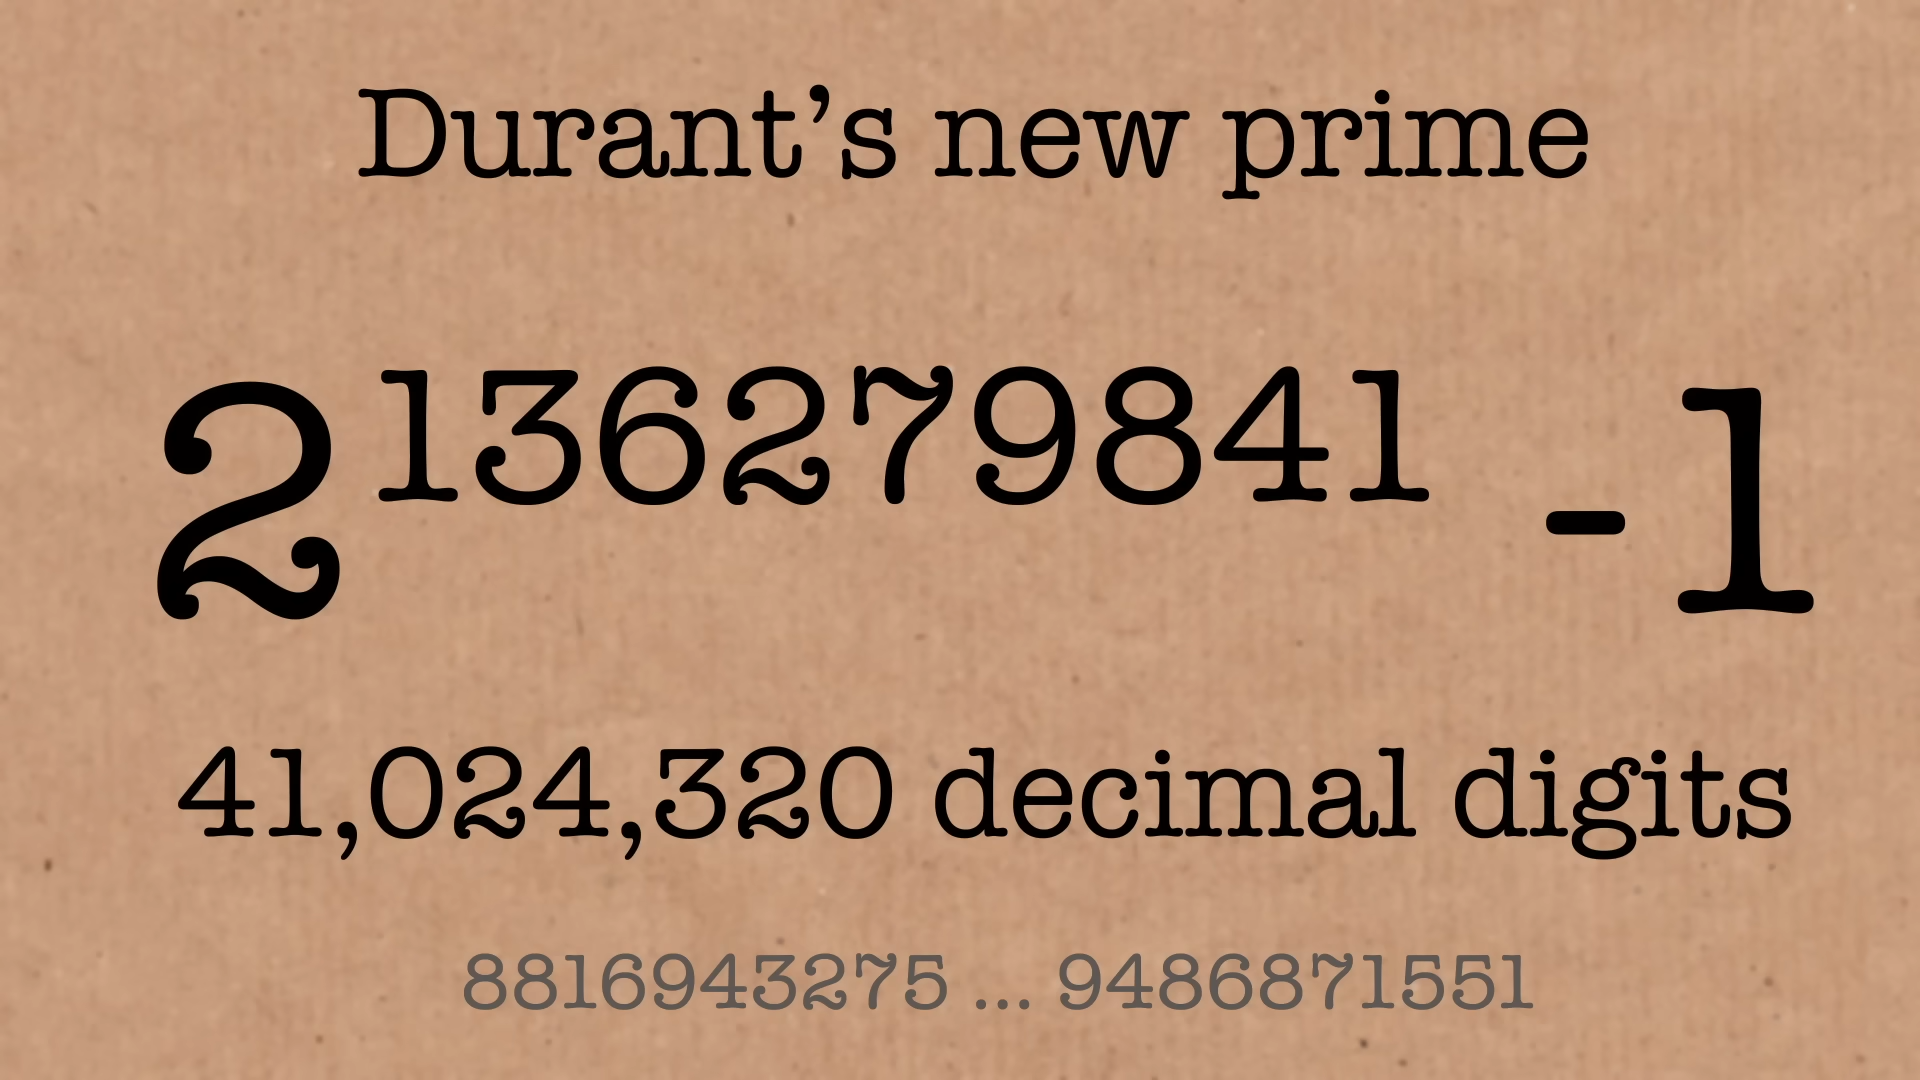 Durant’s new prime
2¹³⁶²⁷⁹⁸⁴¹ -1
41,024,320 decimal digits
8816943275 ... 9486871551